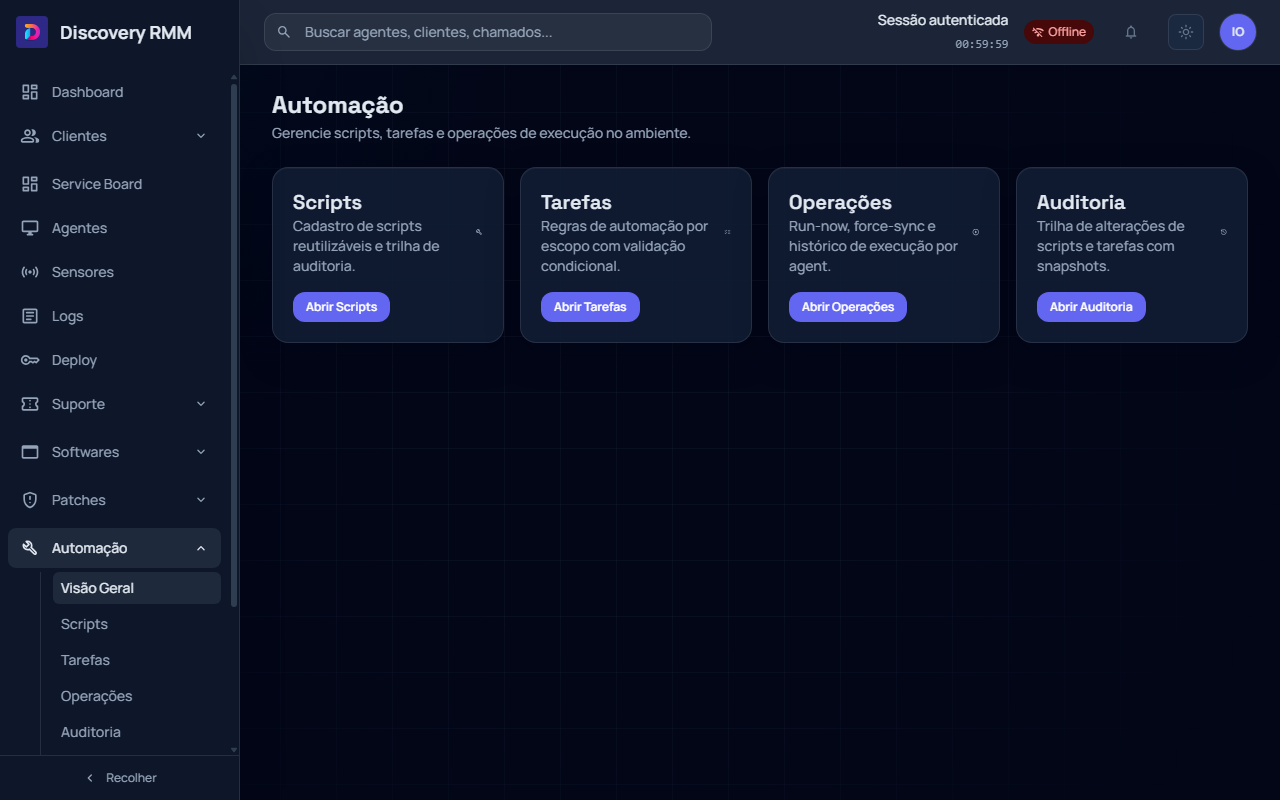 Discovery RMM
Buscar agentes, clientes, chamados...
Sessão autenticada
00:59:59
Offline
IO
Dashboard
Clientes
Service Board
Agentes
Sensores
Logs
Deploy
Suporte
Softwares
Patches
Automação
Visão Geral
Scripts
Tarefas
Operações
Auditoria
Recolher
Automação
Gerencie scripts, tarefas e operações de execução no ambiente.
Scripts
Cadastro de scripts
reutilizáveis e trilha de
auditoria.
Abrir Scripts
Tarefas
Regras de automação por
escopo com validação
condicional.
Abrir Tarefas
Operações
Run-now, force-sync e
histórico de execução por
agent.
Abrir Operações
Auditoria
Trilha de alterações de
scripts e tarefas com
snapshots.
Abrir Auditoria